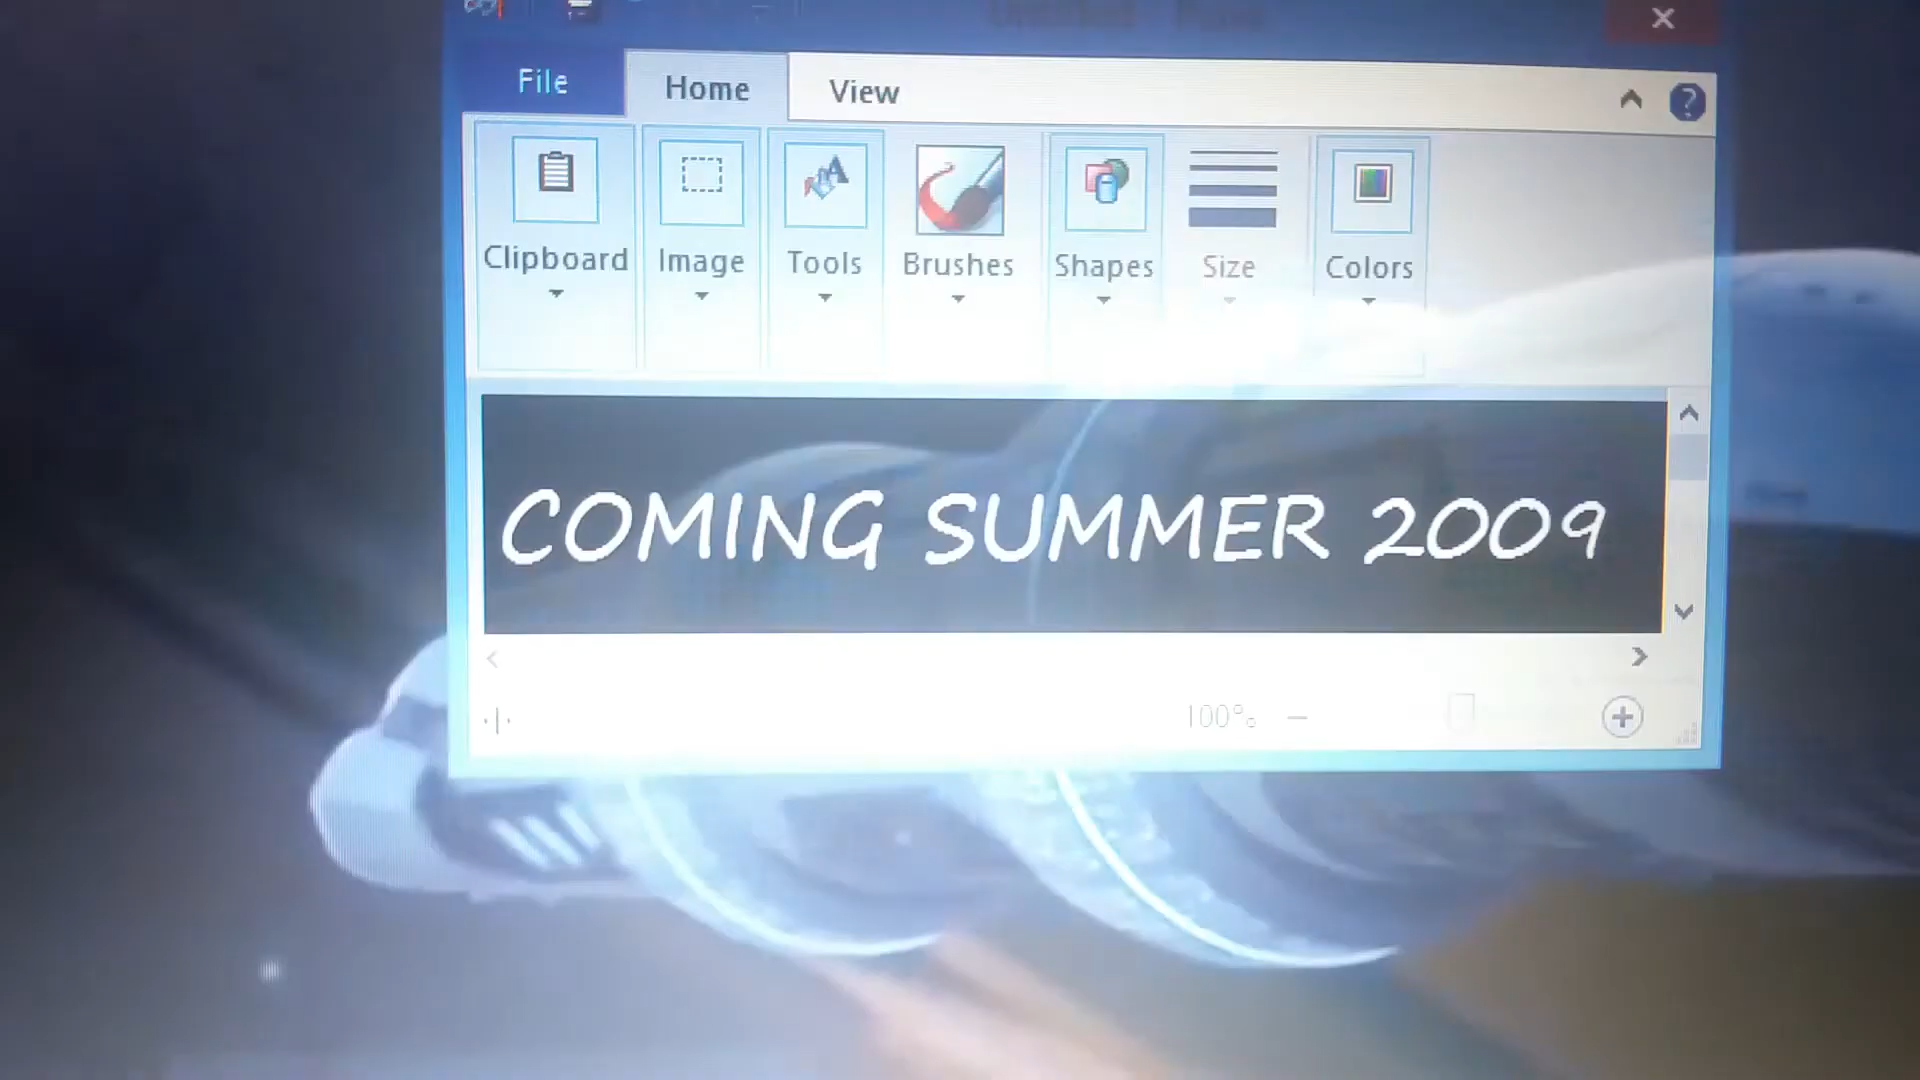 File Home View
Clipboard Image Tools Brushes Shapes Size Colors
COMING SUMMER 2009
100%